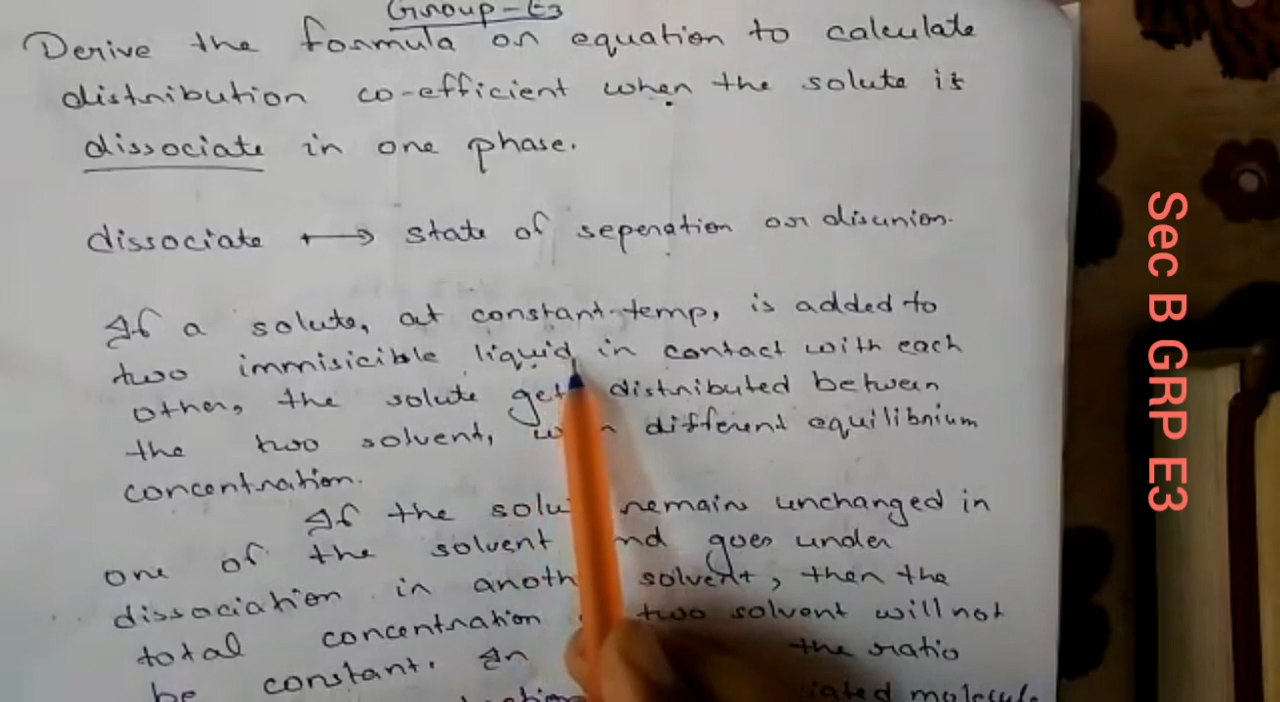 Group-E3
Derive the formula or equation to calculate
distribution co-efficient when the solute is
dissociate in one phase.
dissociate ⟷ state of seperation or disunion.
If a solute, at constant temp, is added to
two immisicible liquid in contact with each
other, the solute get distributed between
the two solvent, different equilibrium
concentration.
If the remains unchanged in
one of the solvent goes under
dissociation in solvent, then the
total concentration two solvent will not
be constant. In the ratio
Sec B GRP E3